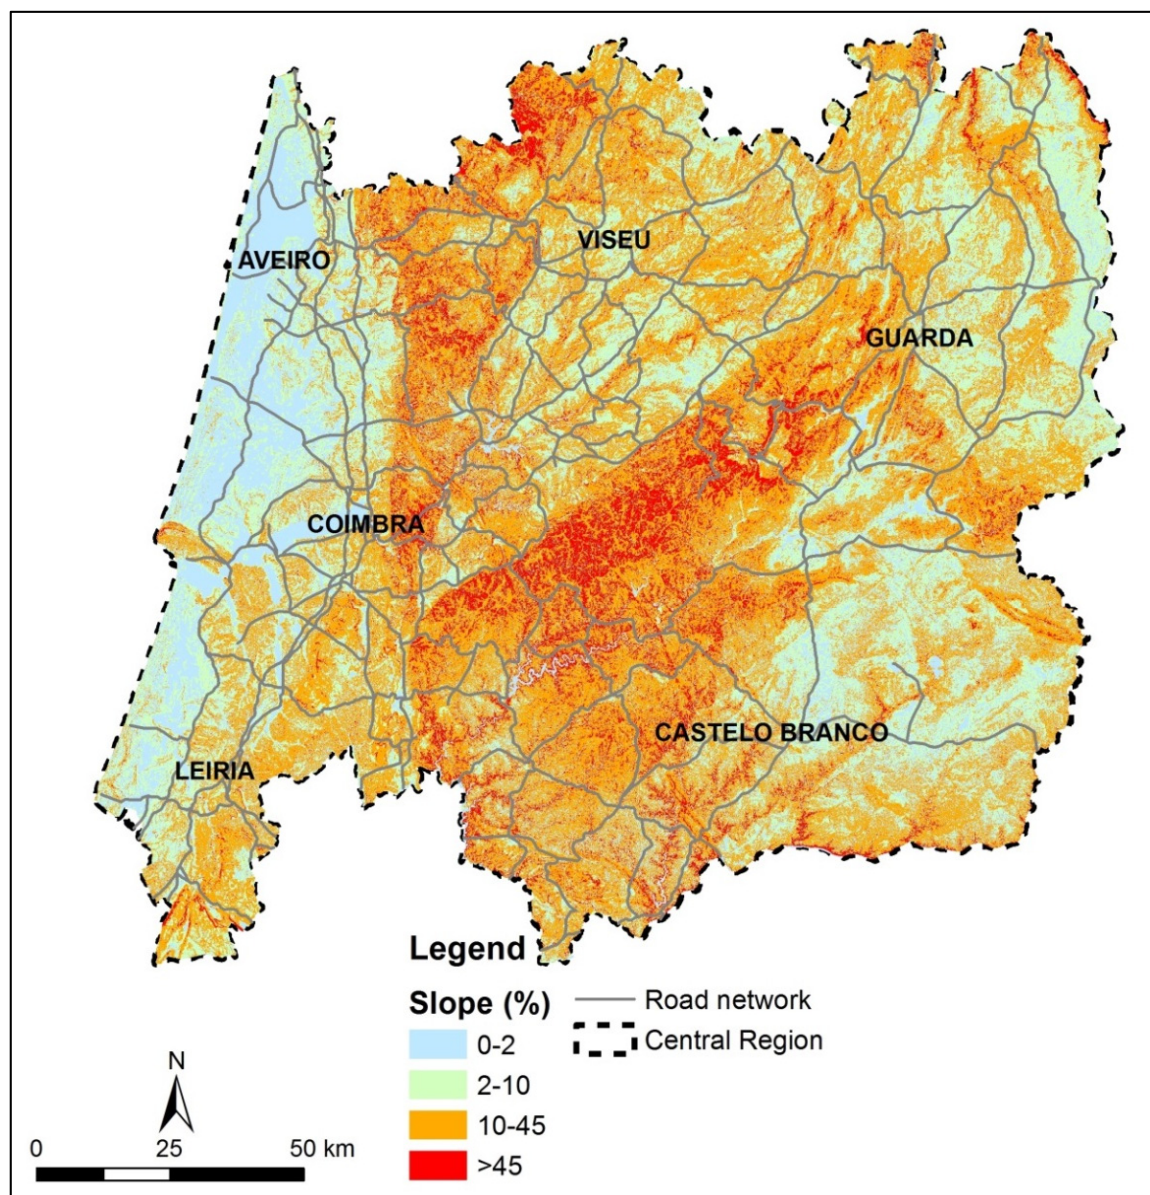 VISEU
AVEIRO
GUARDA
COIMBRA
CASTELO BRANCO
LEIRIA
Legend
Slope (%)
0-2
2-10
10-45
>45
Road network
Central Region
N
0 25 50 km